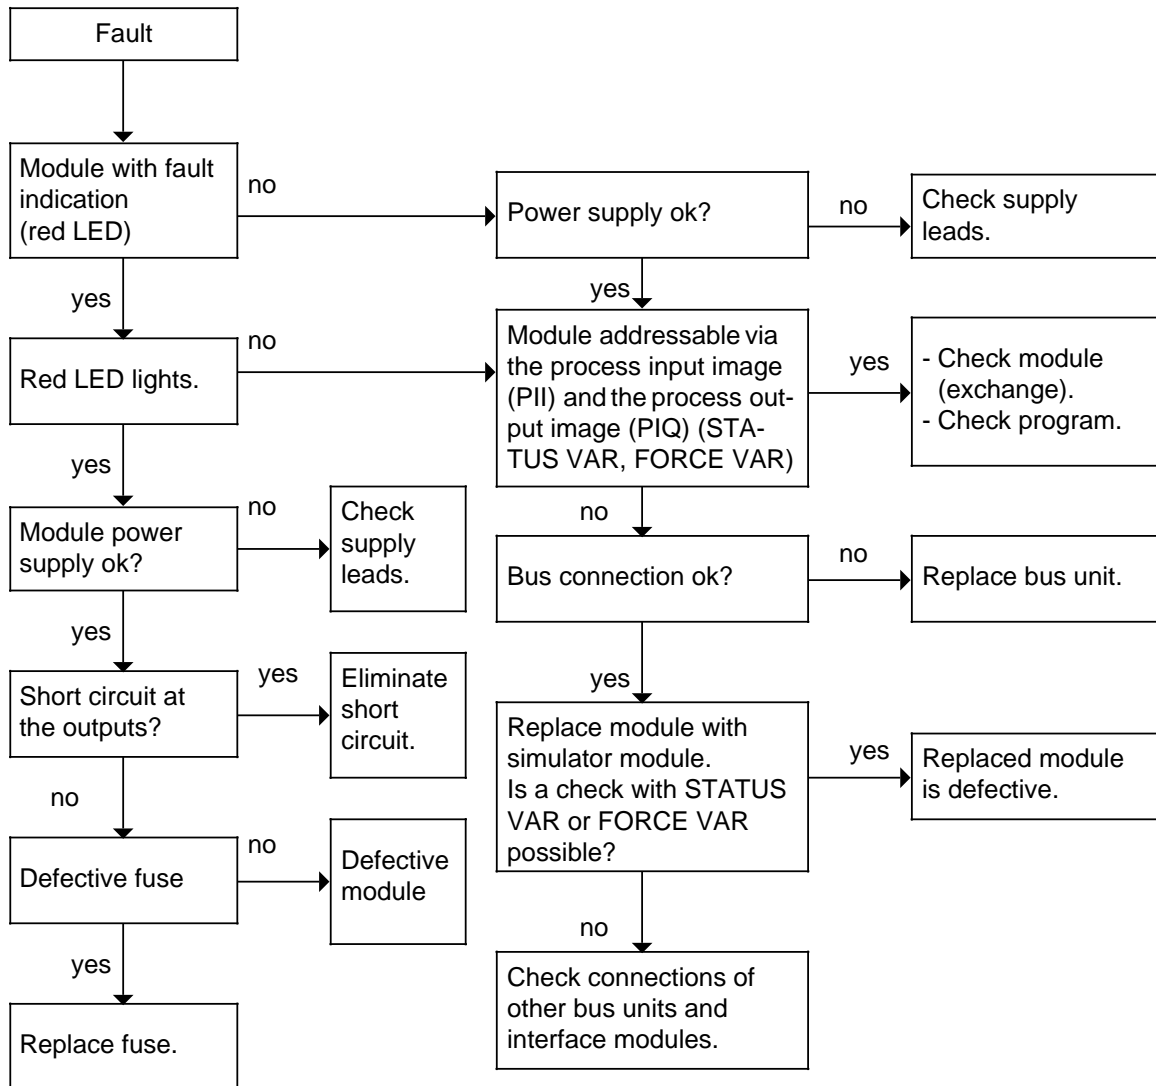 Fault
Module with fault
indication
(red LED)
no
Power supply ok?
no
Check supply
leads.
yes
yes
Red LED lights.
no
Module addressable via
the process input image
(PII) and the process out-
put image (PIQ) (STA-
TUS VAR, FORCE VAR)
yes
- Check module
(exchange).
- Check program.
yes
no
Module power
supply ok?
no
Check
supply
leads.
Bus connection ok?
no
Replace bus unit.
yes
yes
Short circuit at
the outputs?
yes
Eliminate
short
circuit.
Replace module with
simulator module.
Is a check with STATUS
VAR or FORCE VAR
possible?
yes
Replaced module
is defective.
no
Defective fuse
no
Defective
module
no
yes
Check connections of
other bus units and
interface modules.
Replace fuse.